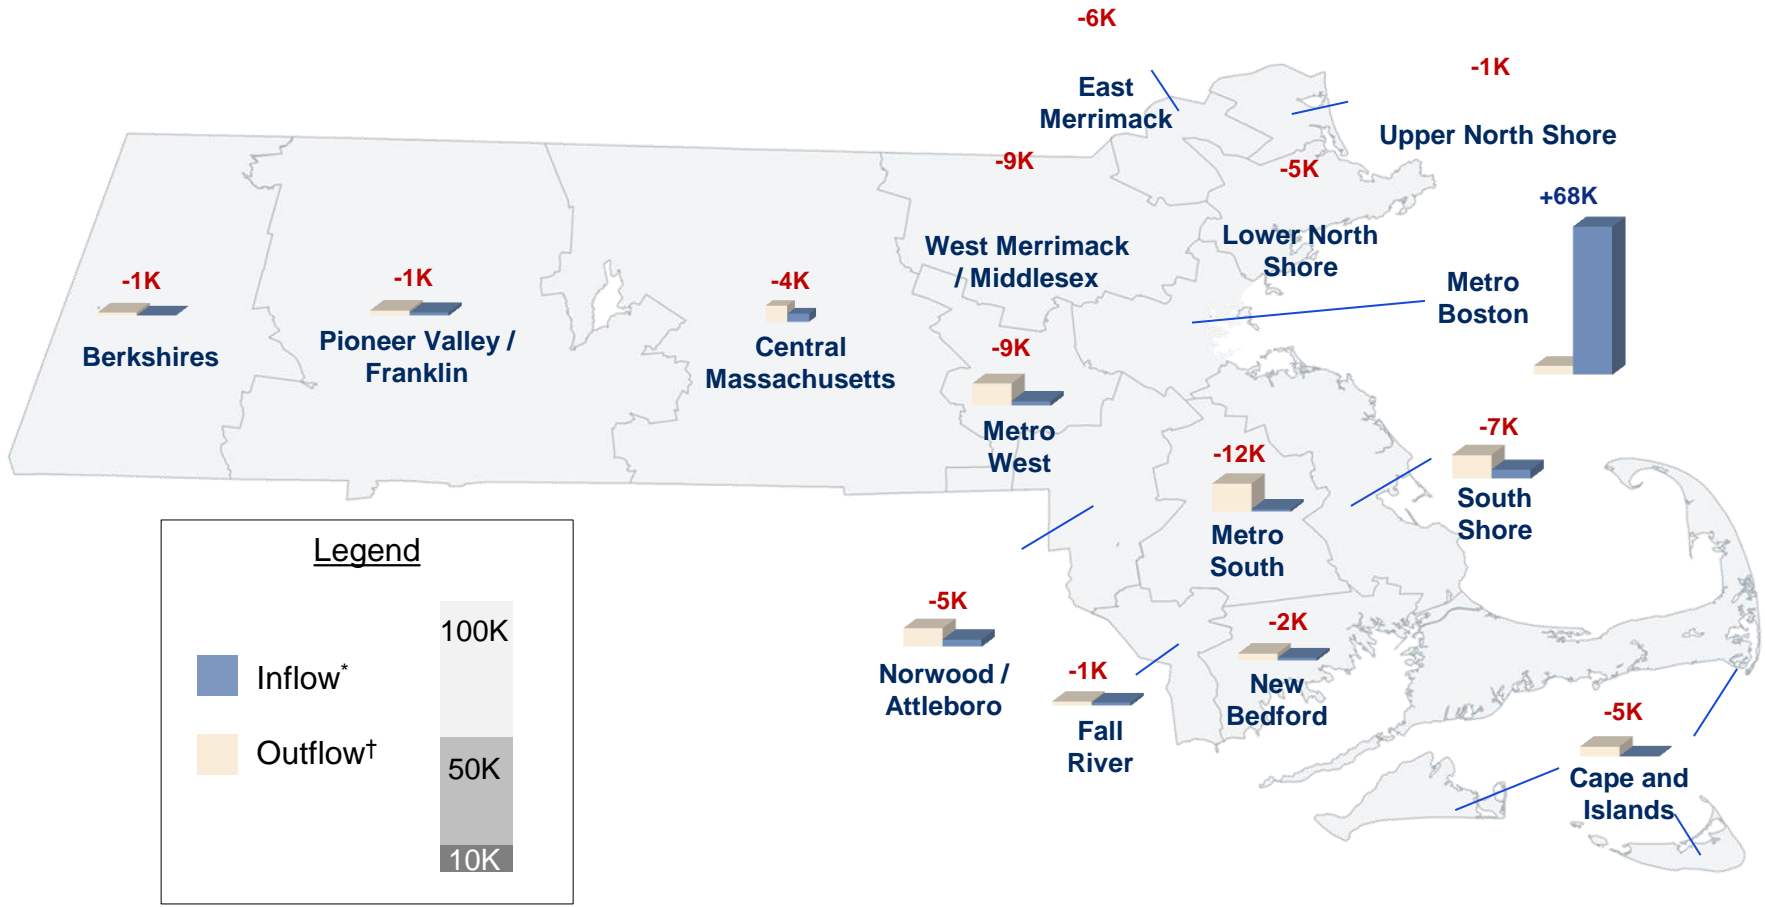 -6K
East
Merrimack
-1K
Upper North Shore
-9K
West Merrimack
/ Middlesex
-5K
Lower North
Shore
+68K
Metro
Boston
-1K
Berkshires
-1K
Pioneer Valley /
Franklin
-4K
Central
Massachusetts
-9K
Metro
West
-12K
Metro
South
-7K
South
Shore
-5K
Norwood /
Attleboro
-1K
Fall
River
-2K
New
Bedford
-5K
Cape and
Islands
Legend
Inflow*
Outflow†
100K
50K
10K